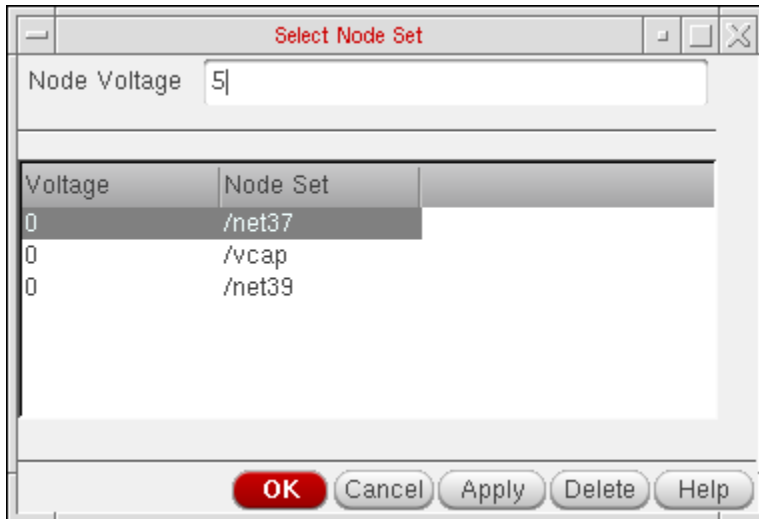 Select Node Set
Node Voltage 5
Voltage Node Set
0 /net37
0 /vcap
0 /net39
OK Cancel Apply Delete Help